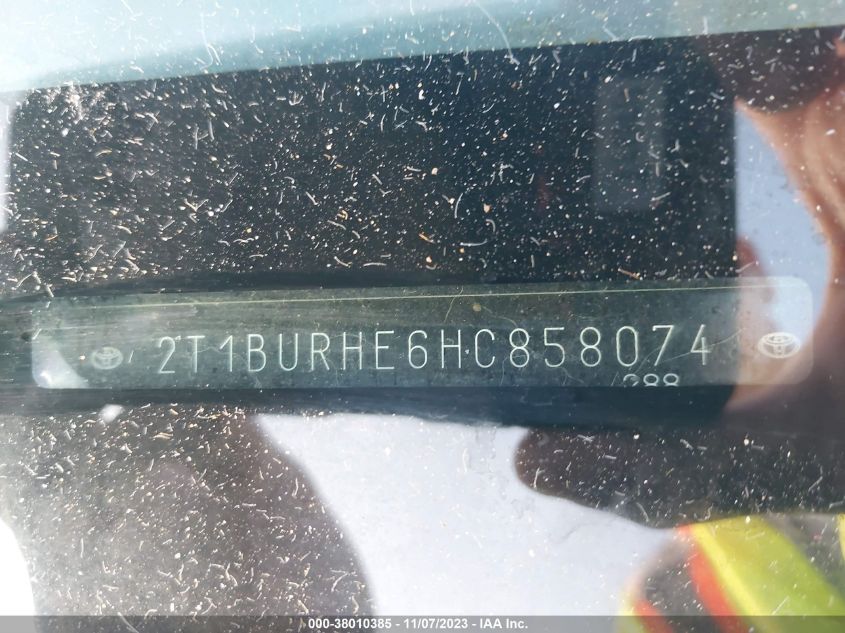 2T1BURHE6HC858074
000-38010385 - 11/07/2023 - IAA Inc.